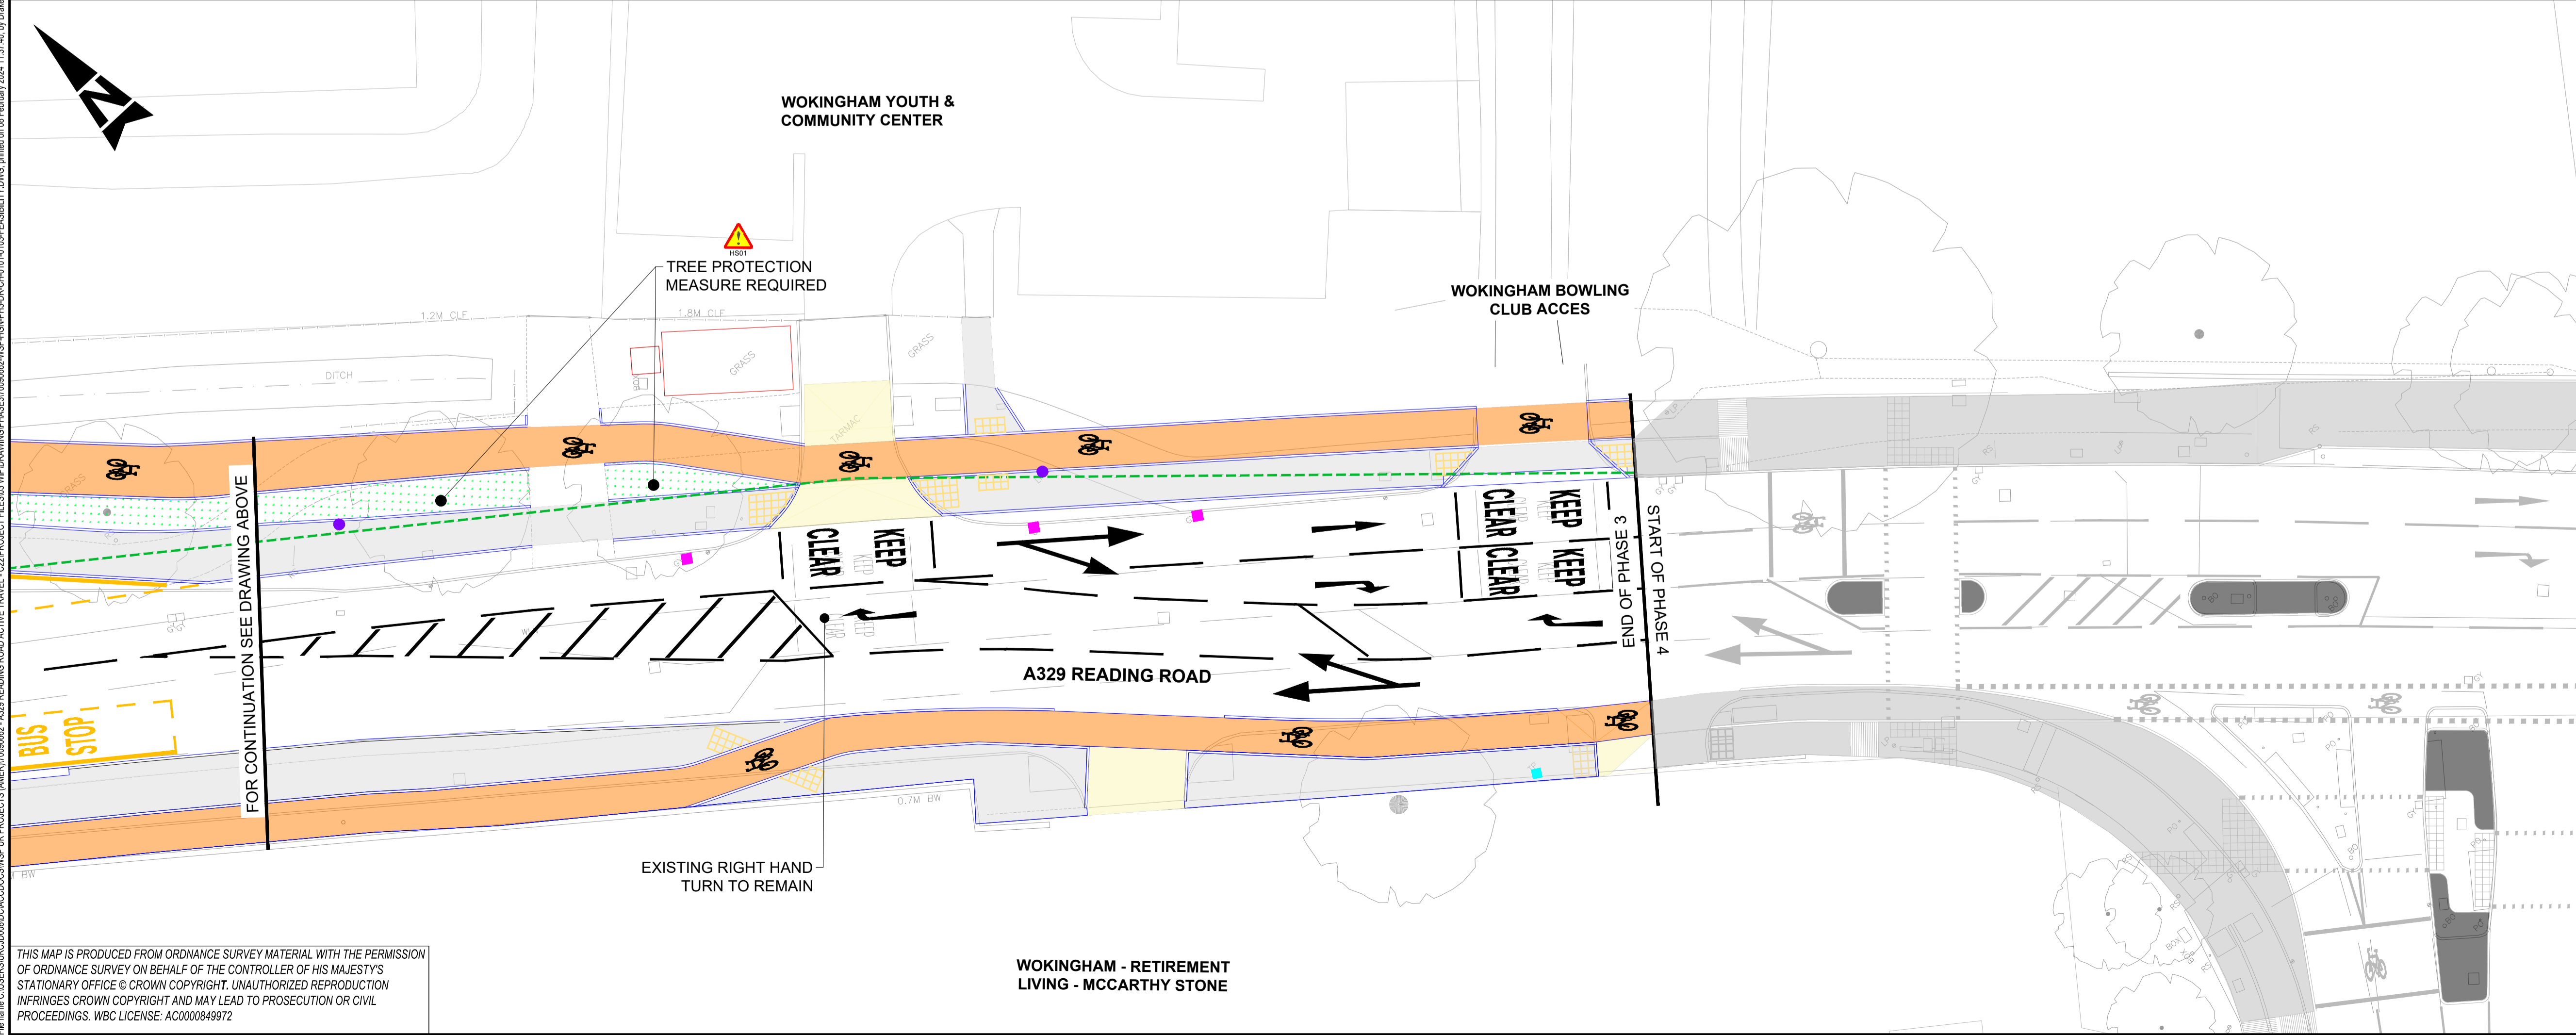 WOKINGHAM YOUTH &
COMMUNITY CENTER
HS01
TREE PROTECTION
MEASURE REQUIRED
WOKINGHAM BOWLING
CLUB ACCES
1.2M CLF
1.8M CLF
DITCH
BOX
GRASS
GRASS
TARMAC
GRASS
FOR CONTINUATION SEE DRAWING ABOVE
KEEP
CLEAR
KEEP
CLEAR
KEEP
CLEAR
END OF PHASE 3
START OF PHASE 4
A329 READING ROAD
BUS
STOP
0.7M BW
BW
EXISTING RIGHT HAND
TURN TO REMAIN
WOKINGHAM - RETIREMENT
LIVING - MCCARTHY STONE
THIS MAP IS PRODUCED FROM ORDNANCE SURVEY MATERIAL WITH THE PERMISSION
OF ORDNANCE SURVEY ON BEHALF OF THE CONTROLLER OF HIS MAJESTY'S
STATIONARY OFFICE © CROWN COPYRIGHT. UNAUTHORIZED REPRODUCTION
INFRINGES CROWN COPYRIGHT AND MAY LEAD TO PROSECUTION OR CIVIL
PROCEEDINGS. WBC LICENSE: AC0000849972
N